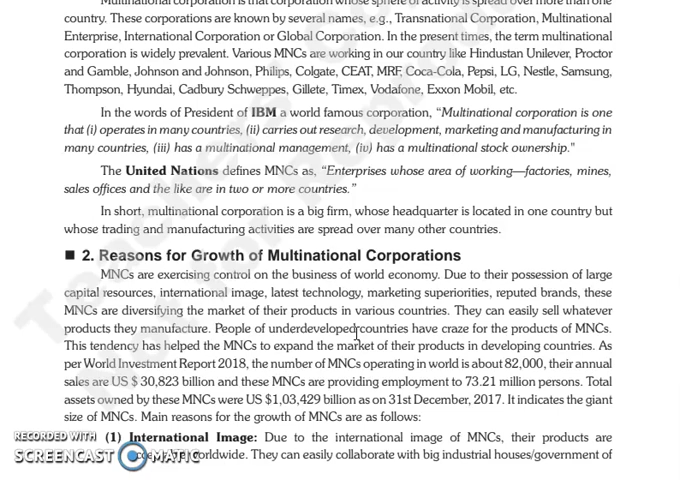 Multinational corporation is that corporation whose sphere of activity is spread over more than one
country. These corporations are known by several names, e.g., Transnational Corporation, Multinational
Enterprise, International Corporation or Global Corporation. In the present times, the term multinational
corporation is widely prevalent. Various MNCs are working in our country like Hindustan Unilever, Proctor
and Gamble, Johnson and Johnson, Philips, Colgate, CEAT, MRF, Coca-Cola, Pepsi, LG, Nestle, Samsung,
Thompson, Hyundai, Cadbury Schweppes, Gillete, Timex, Vodafone, Exxon Mobil, etc.
In the words of President of IBM a world famous corporation, “Multinational corporation is one
that (i) operates in many countries, (ii) carries out research, development, marketing and manufacturing in
many countries, (iii) has a multinational management, (iv) has a multinational stock ownership."
The United Nations defines MNCs as, “Enterprises whose area of working—factories, mines,
sales offices and the like are in two or more countries.”
In short, multinational corporation is a big firm, whose headquarter is located in one country but
whose trading and manufacturing activities are spread over many other countries.
■ 2. Reasons for Growth of Multinational Corporations
MNCs are exercising control on the business of world economy. Due to their possession of large
capital resources, international image, latest technology, marketing superiorities, reputed brands, these
MNCs are diversifying the market of their products in various countries. They can easily sell whatever
products they manufacture. People of underdeveloped countries have craze for the products of MNCs.
This tendency has helped the MNCs to expand the market of their products in developing countries. As
per World Investment Report 2018, the number of MNCs operating in world is about 82,000, their annual
sales are US $ 30,823 billion and these MNCs are providing employment to 73.21 million persons. Total
assets owned by these MNCs were US $1,03,429 billion as on 31st December, 2017. It indicates the giant
size of MNCs. Main reasons for the growth of MNCs are as follows:
(1) International Image: Due to the international image of MNCs, their products are
worldwide. They can easily collaborate with big industrial houses/government of
RECORDED WITH
SCREENCAST MATIC